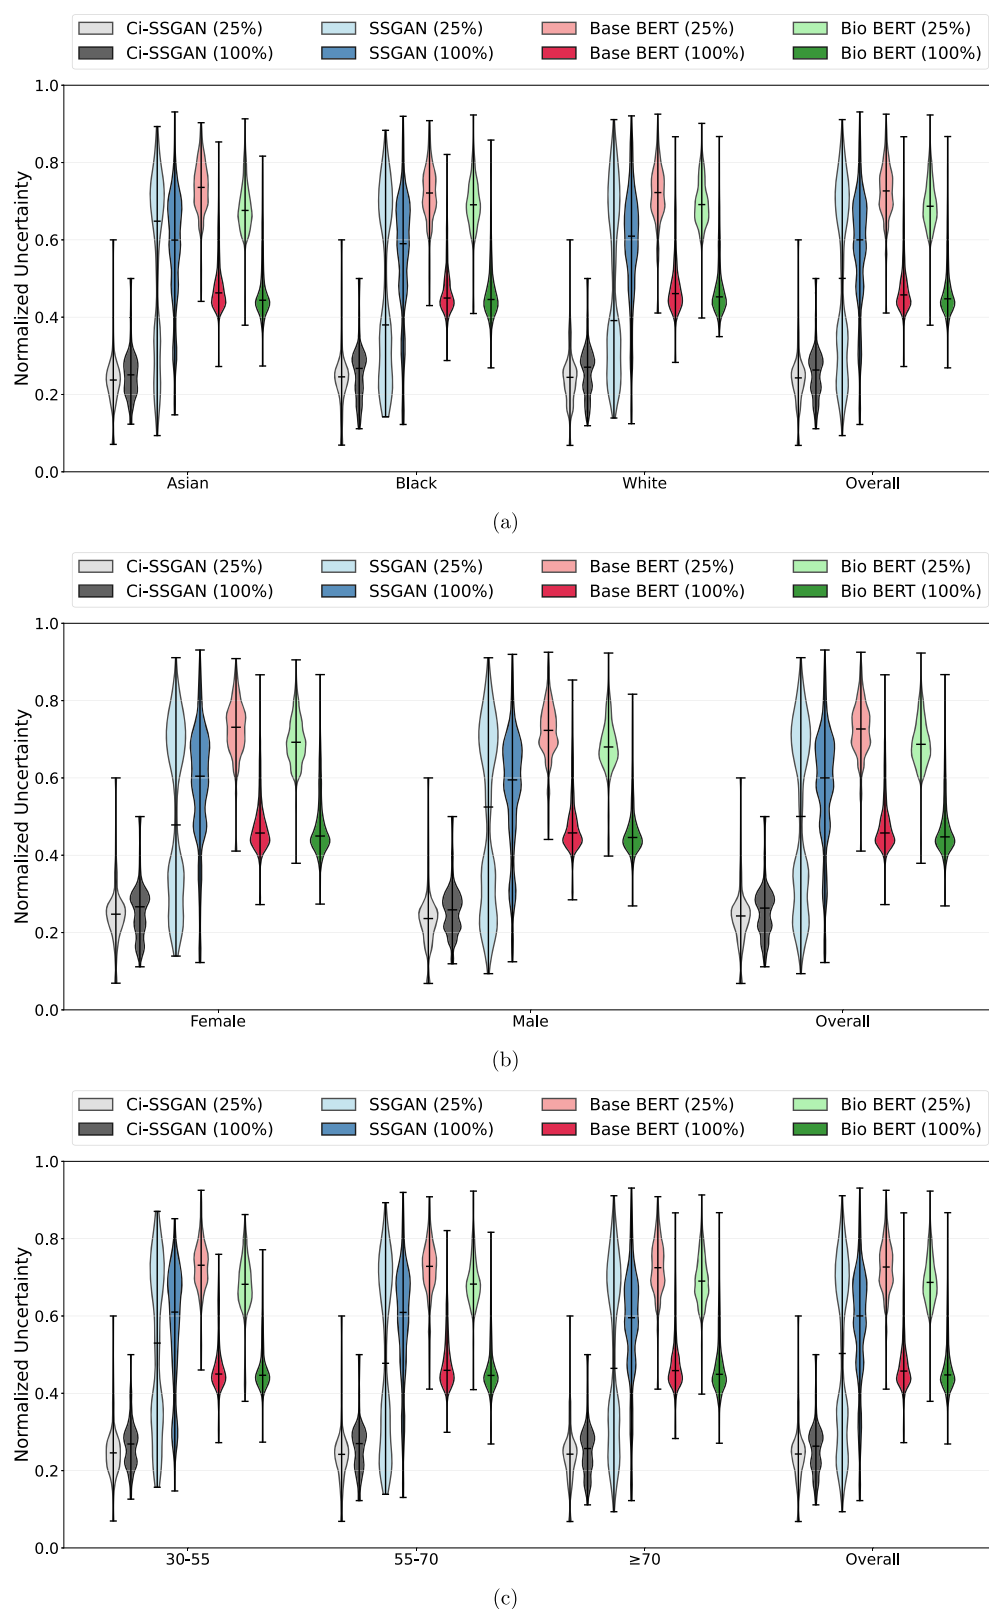 Ci-SSGAN (25%) SSGAN (25%) Base BERT (25%) Bio BERT (25%)
Ci-SSGAN (100%) SSGAN (100%) Base BERT (100%) Bio BERT (100%)
Normalized Uncertainty
1.0
0.8
0.6
0.4
0.2
0.0
Asian Black White Overall
(a)
Ci-SSGAN (25%) SSGAN (25%) Base BERT (25%) Bio BERT (25%)
Ci-SSGAN (100%) SSGAN (100%) Base BERT (100%) Bio BERT (100%)
Normalized Uncertainty
1.0
0.8
0.6
0.4
0.2
0.0
Female Male Overall
(b)
Ci-SSGAN (25%) SSGAN (25%) Base BERT (25%) Bio BERT (25%)
Ci-SSGAN (100%) SSGAN (100%) Base BERT (100%) Bio BERT (100%)
Normalized Uncertainty
1.0
0.8
0.6
0.4
0.2
0.0
30-55 55-70 ≥70 Overall
(c)